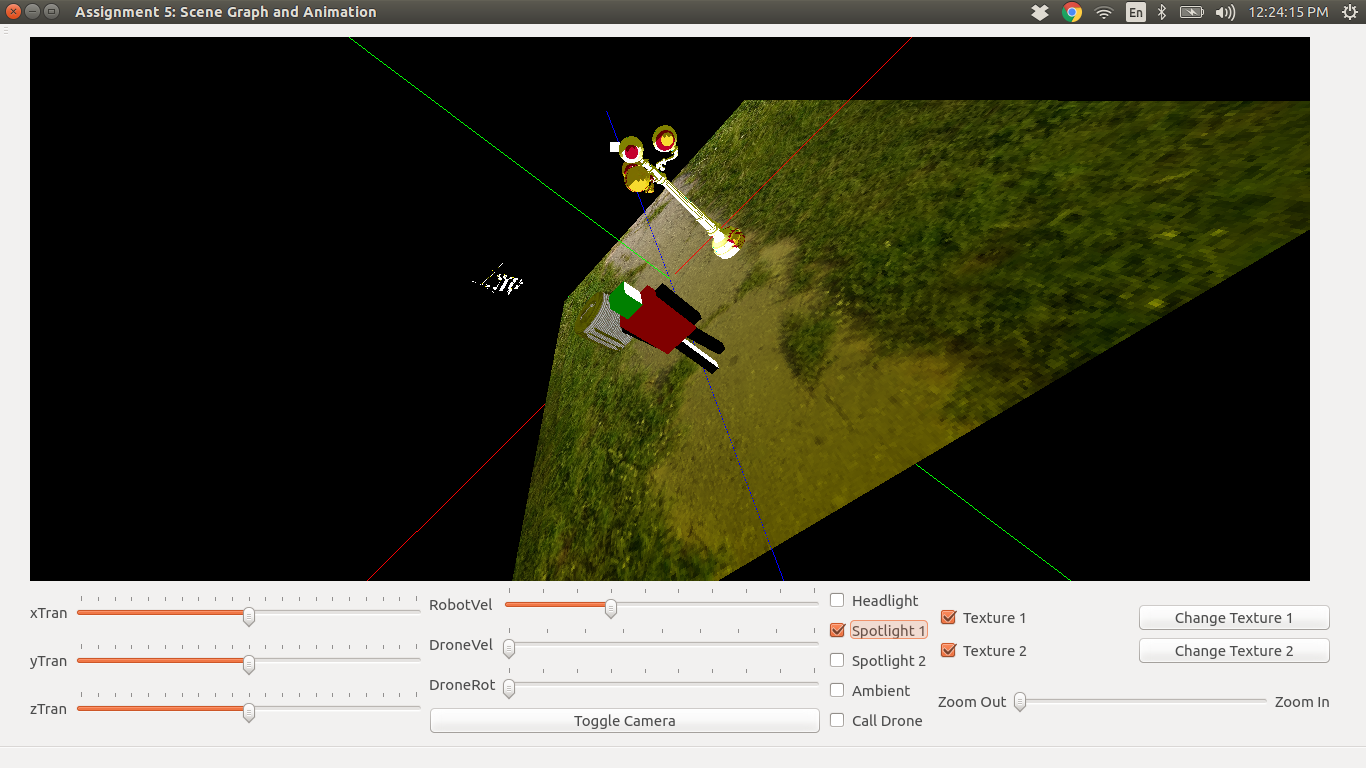 Assignment 5: Scene Graph and Animation
En
12:24:15 PM
xTran
yTran
zTran
RobotVel
DroneVel
DroneRot
Toggle Camera
Headlight
Spotlight 1
Spotlight 2
Ambient
Call Drone
Texture 1
Texture 2
Change Texture 1
Change Texture 2
Zoom Out
Zoom In